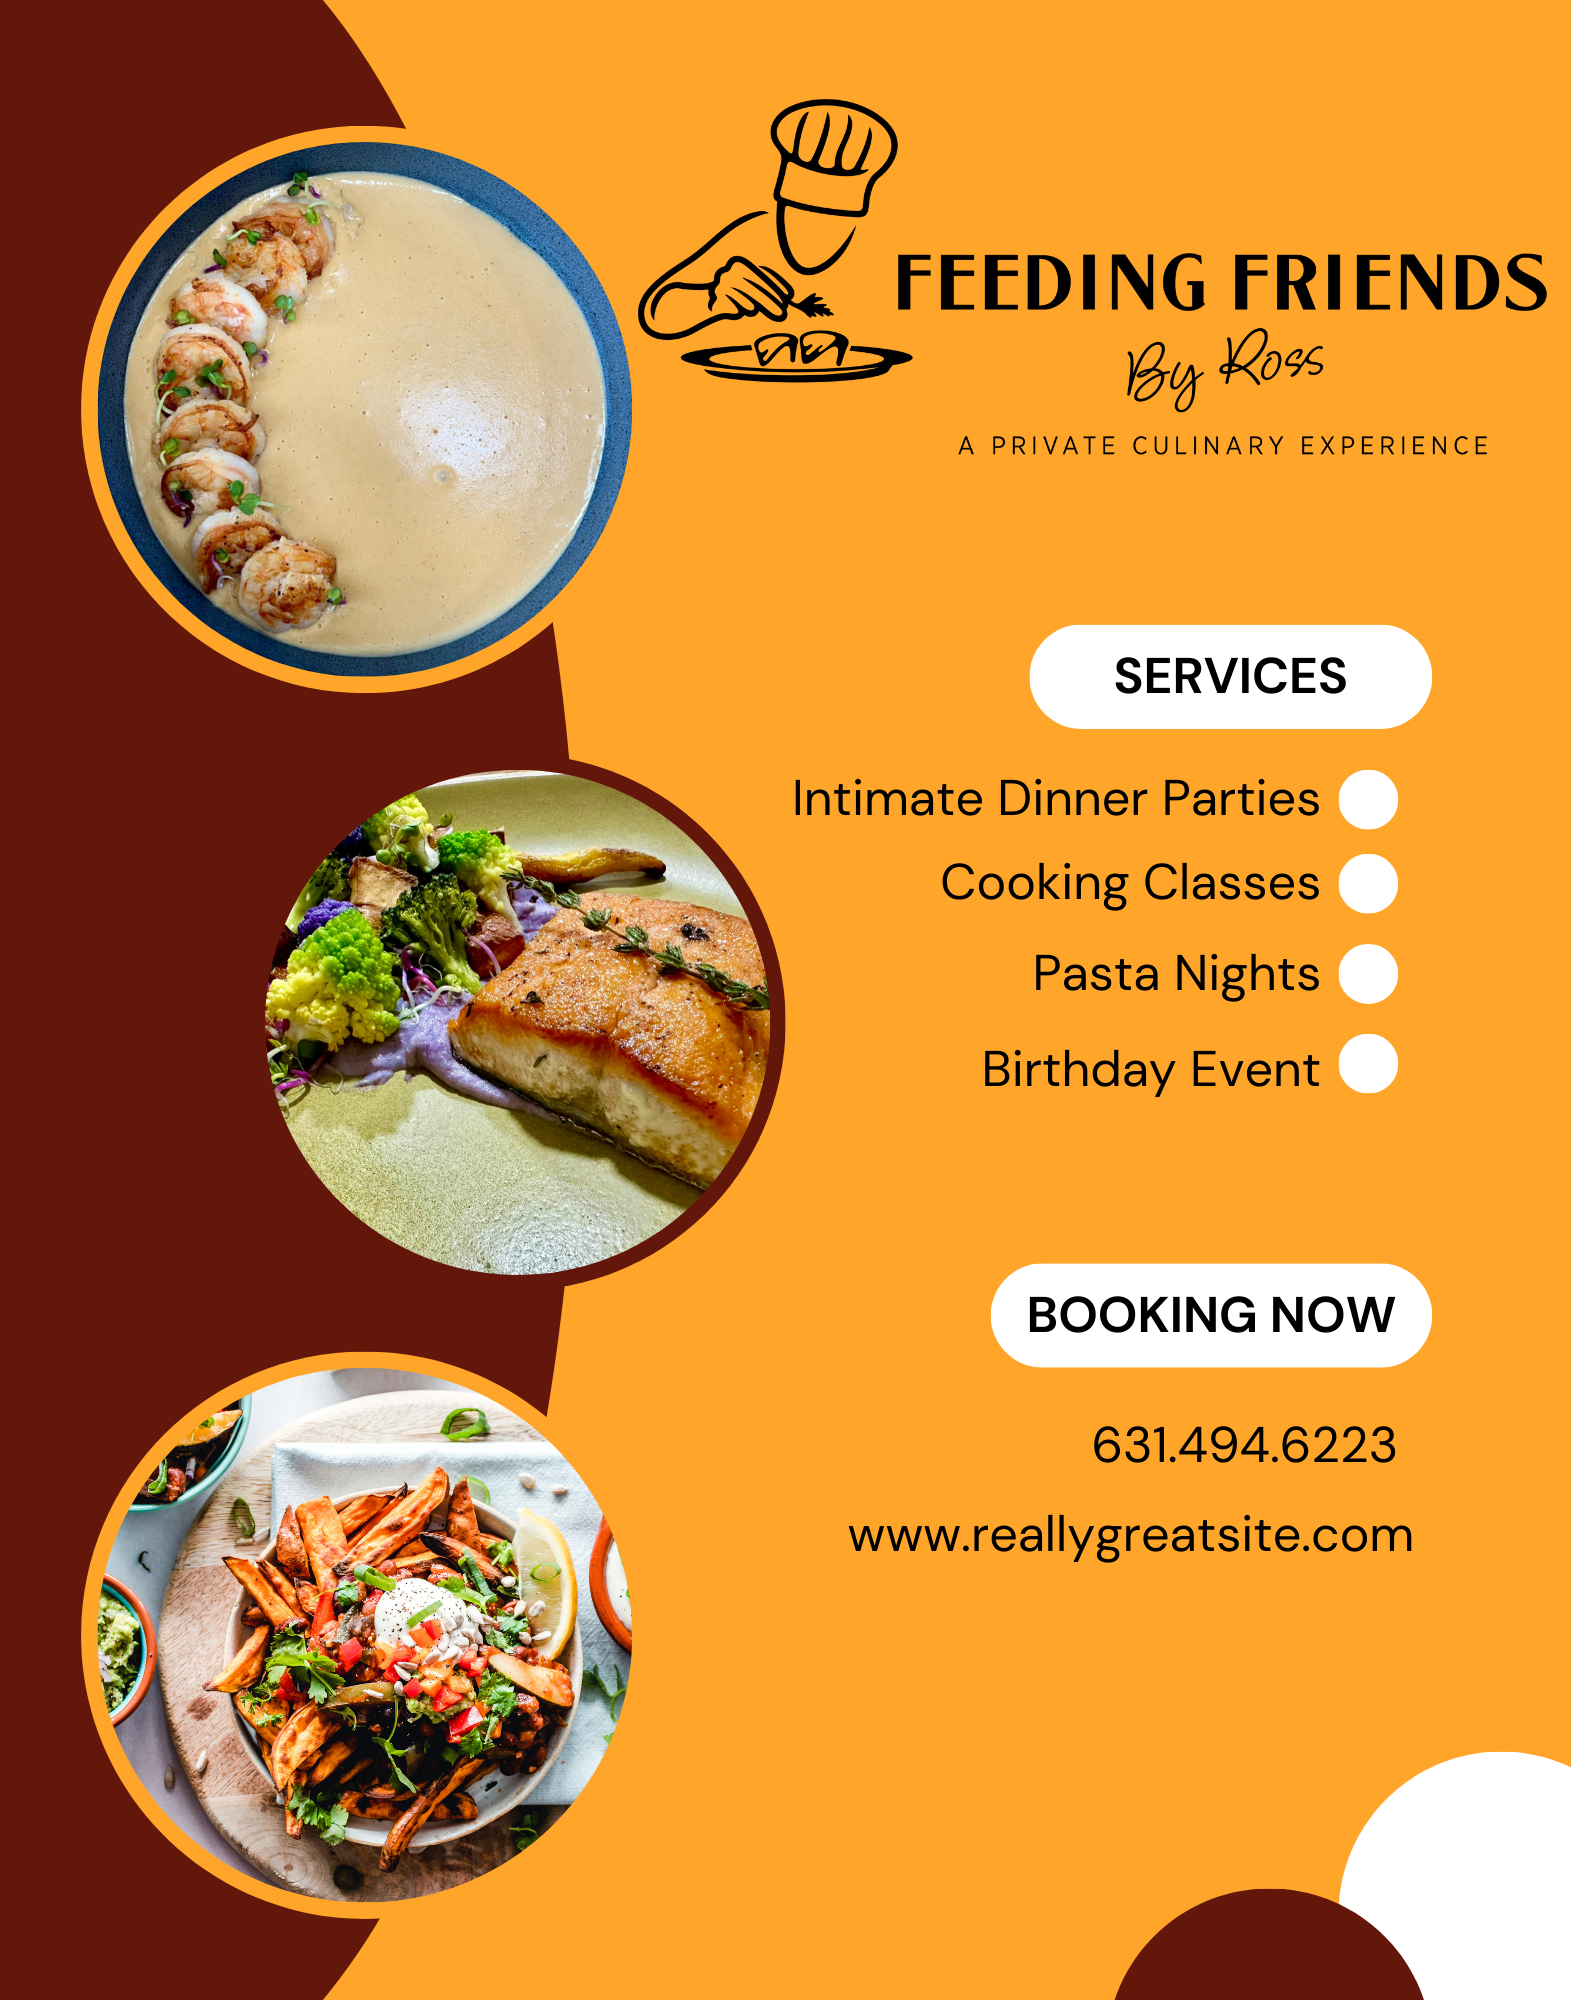 FEEDING FRIENDS
By Ross
A PRIVATE CULINARY EXPERIENCE
SERVICES
Intimate Dinner Parties
Cooking Classes
Pasta Nights
Birthday Event
BOOKING NOW
631.494.6223
www.reallygreatsite.com